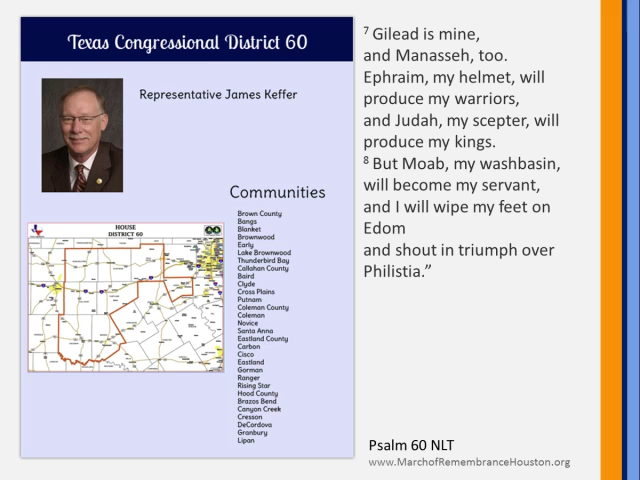 Texas Congressional District 60
Representative James Keffer
Communities
Brown County
Bangs
Blanket
Brownwood
Early
Lake Brownwood
Thunderbird Bay
Callahan County
Baird
Clyde
Cross Plains
Putnam
Coleman County
Coleman
Novice
Santa Anna
Eastland County
Carbon
Cisco
Eastland
Gorman
Ranger
Rising Star
Hood County
Brazos Bend
Canyon Creek
Cresson
DeCordova
Granbury
Lipan
HOUSE
DISTRICT 60
7 Gilead is mine,
and Manasseh, too.
Ephraim, my helmet, will
produce my warriors,
and Judah, my scepter, will
produce my kings.
8 But Moab, my washbasin,
will become my servant,
and I will wipe my feet on
Edom
and shout in triumph over
Philistia.”
Psalm 60 NLT
www.MarchofRemembranceHouston.org